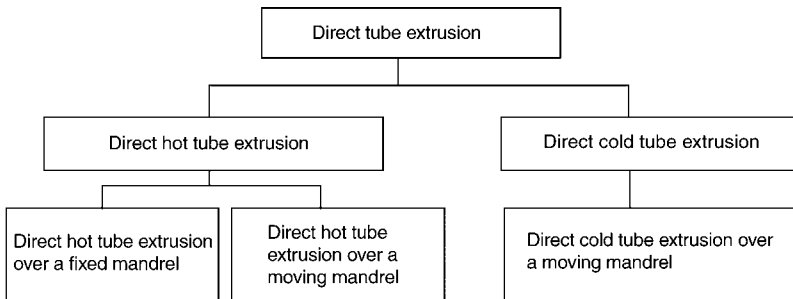 Direct tube extrusion
Direct hot tube extrusion
Direct cold tube extrusion
Direct hot tube extrusion
over a fixed mandrel
Direct hot tube
extrusion over a
moving mandrel
Direct cold tube extrusion over
a moving mandrel